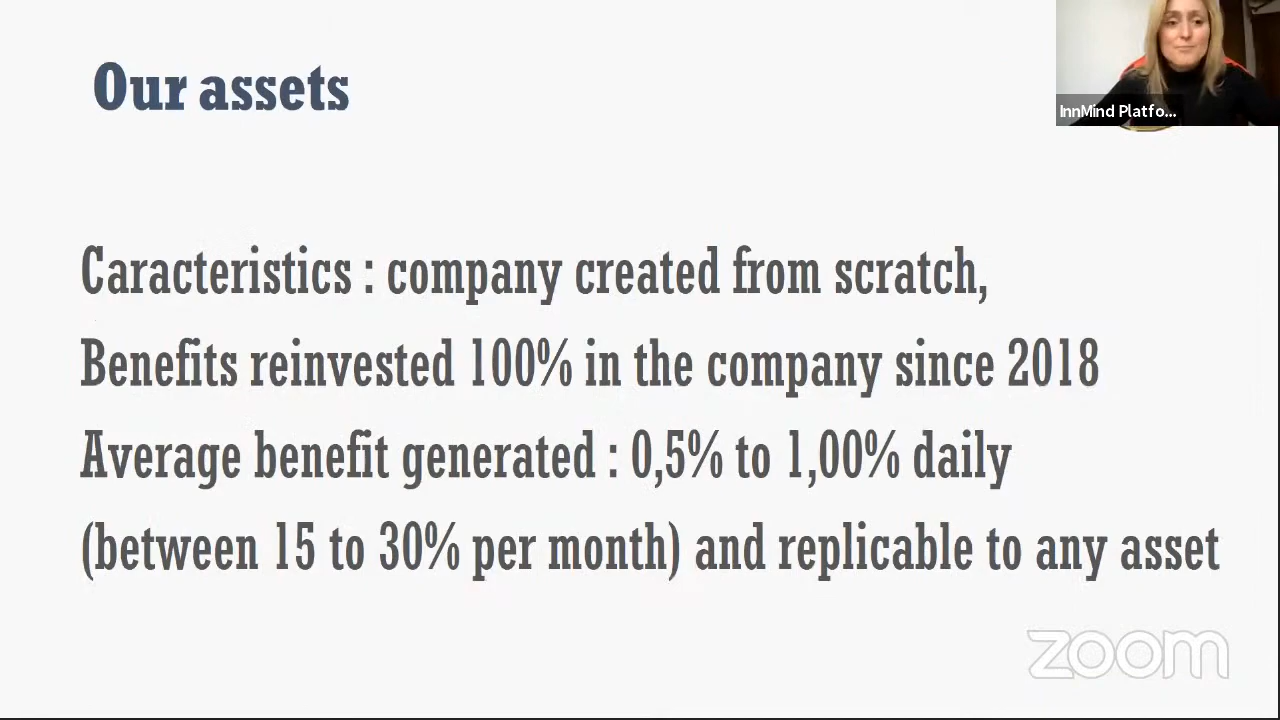 Our assets
InnMind Platfo...
Caracteristics : company created from scratch,
Benefits reinvested 100% in the company since 2018
Average benefit generated : 0,5% to 1,00% daily
(between 15 to 30% per month) and replicable to any asset
zoom